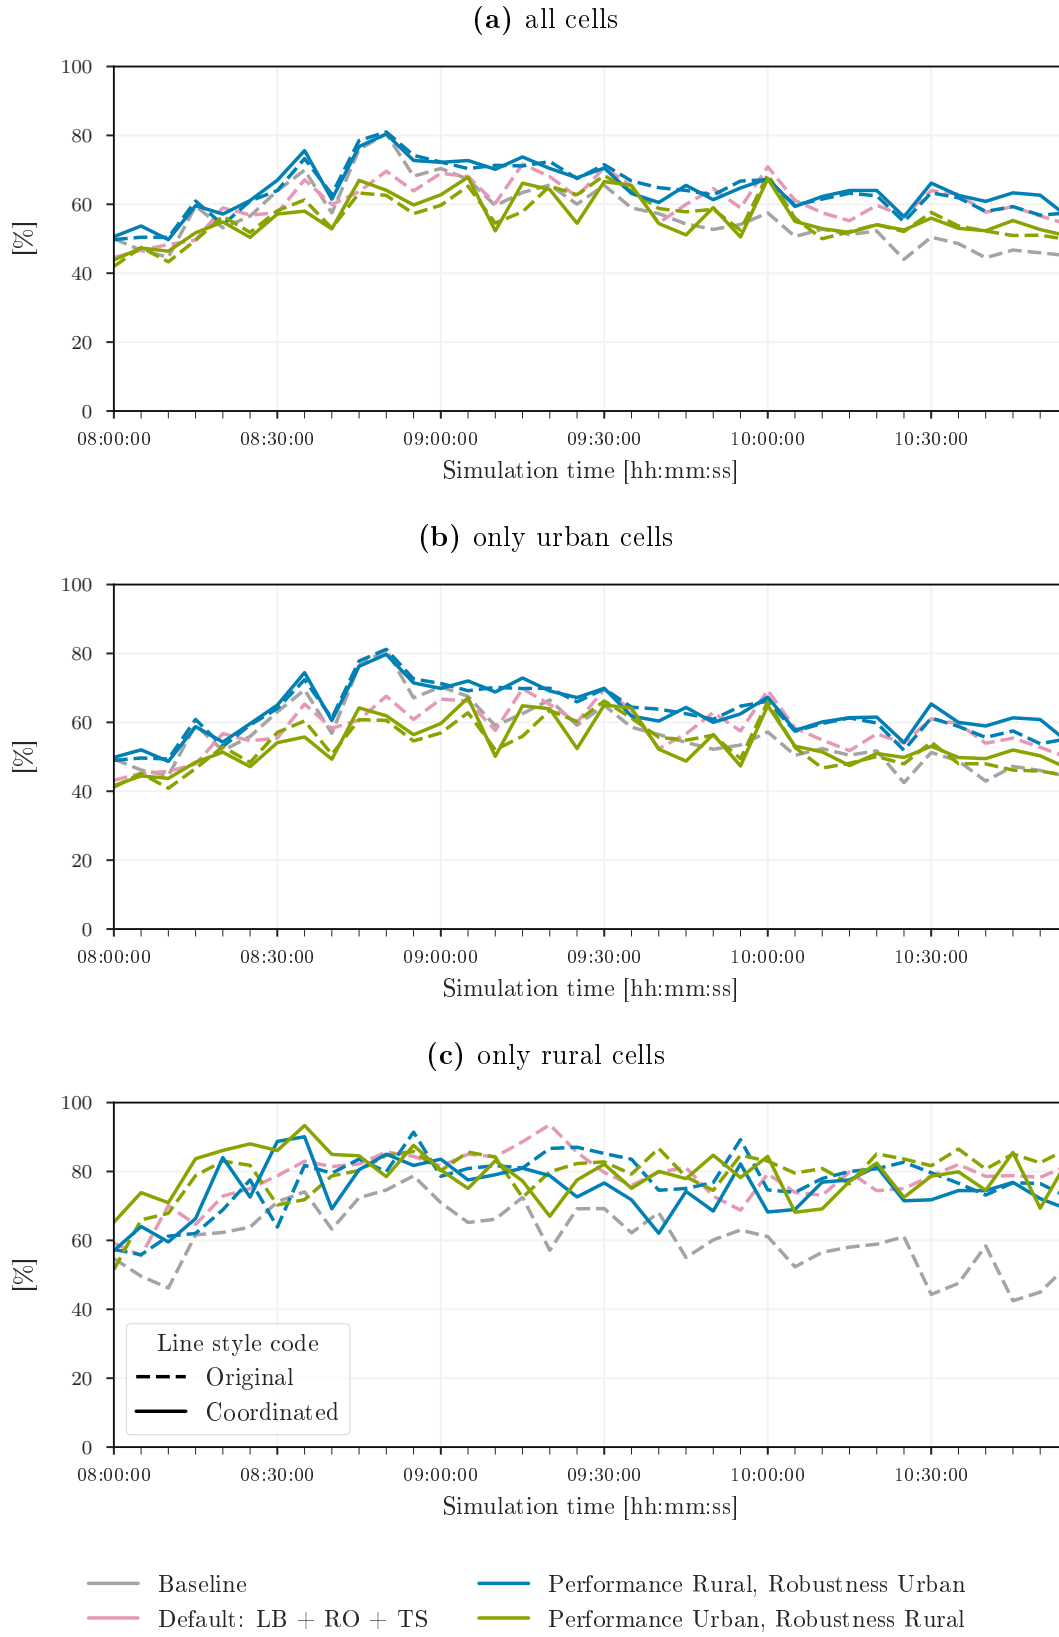 (a) all cells
100
80
60
40
20
0
[%]
08:00:00 08:30:00 09:00:00 09:30:00 10:00:00 10:30:00
Simulation time [hh:mm:ss]
(b) only urban cells
100
80
60
40
20
0
[%]
08:00:00 08:30:00 09:00:00 09:30:00 10:00:00 10:30:00
Simulation time [hh:mm:ss]
(c) only rural cells
100
80
60
40
20
0
[%]
Line style code
Original
Coordinated
08:00:00 08:30:00 09:00:00 09:30:00 10:00:00 10:30:00
Simulation time [hh:mm:ss]
Baseline
Default: LB + RO + TS
Performance Rural, Robustness Urban
Performance Urban, Robustness Rural